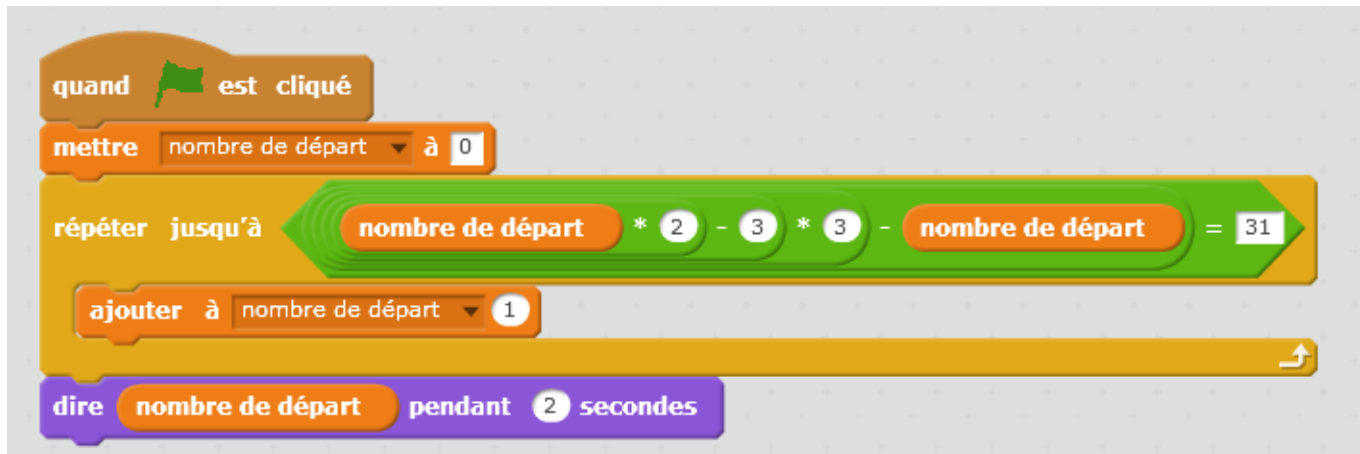 quand est cliqué
mettre nombre de départ à 0
répéter jusqu'à nombre de départ * 2 - 3 * 3 - nombre de départ = 31
ajouter à nombre de départ 1
dire nombre de départ pendant 2 secondes